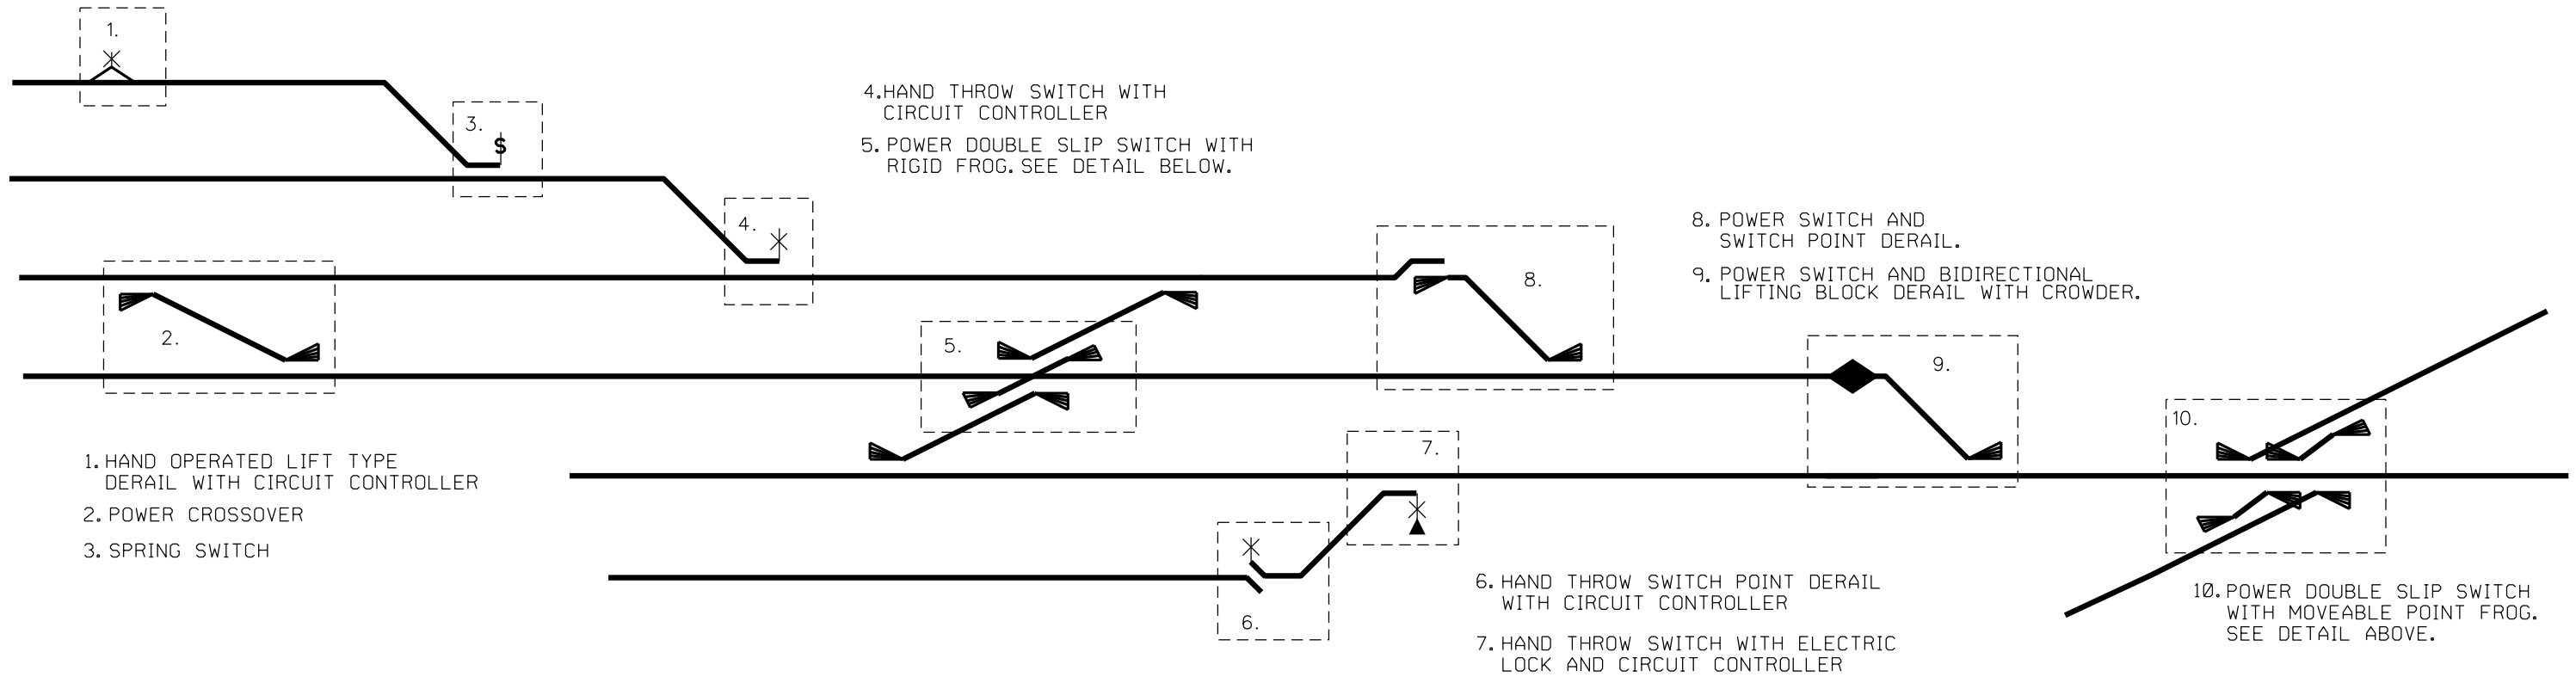 1.
3.
S
4.
2.
4. HAND THROW SWITCH WITH
CIRCUIT CONTROLLER
5. POWER DOUBLE SLIP SWITCH WITH
RIGID FROG. SEE DETAIL BELOW.
5.
8.
8. POWER SWITCH AND
SWITCH POINT DERAIL.
9. POWER SWITCH AND BIDIRECTIONAL
LIFTING BLOCK DERAIL WITH CROWDER.
9.
10.
7.
6.
1. HAND OPERATED LIFT TYPE
DERAIL WITH CIRCUIT CONTROLLER
2. POWER CROSSOVER
3. SPRING SWITCH
6. HAND THROW SWITCH POINT DERAIL
WITH CIRCUIT CONTROLLER
7. HAND THROW SWITCH WITH ELECTRIC
LOCK AND CIRCUIT CONTROLLER
10. POWER DOUBLE SLIP SWITCH
WITH MOVEABLE POINT FROG.
SEE DETAIL ABOVE.